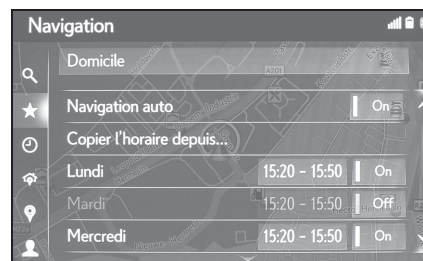 Navigation
Domicile
A201
Navigation auto On
Copier l'horaire depuis...
Lundi 15:20 - 15:50 On
Mardi 15:20 - 15:50 Off
Mercredi 15:20 - 15:50 On